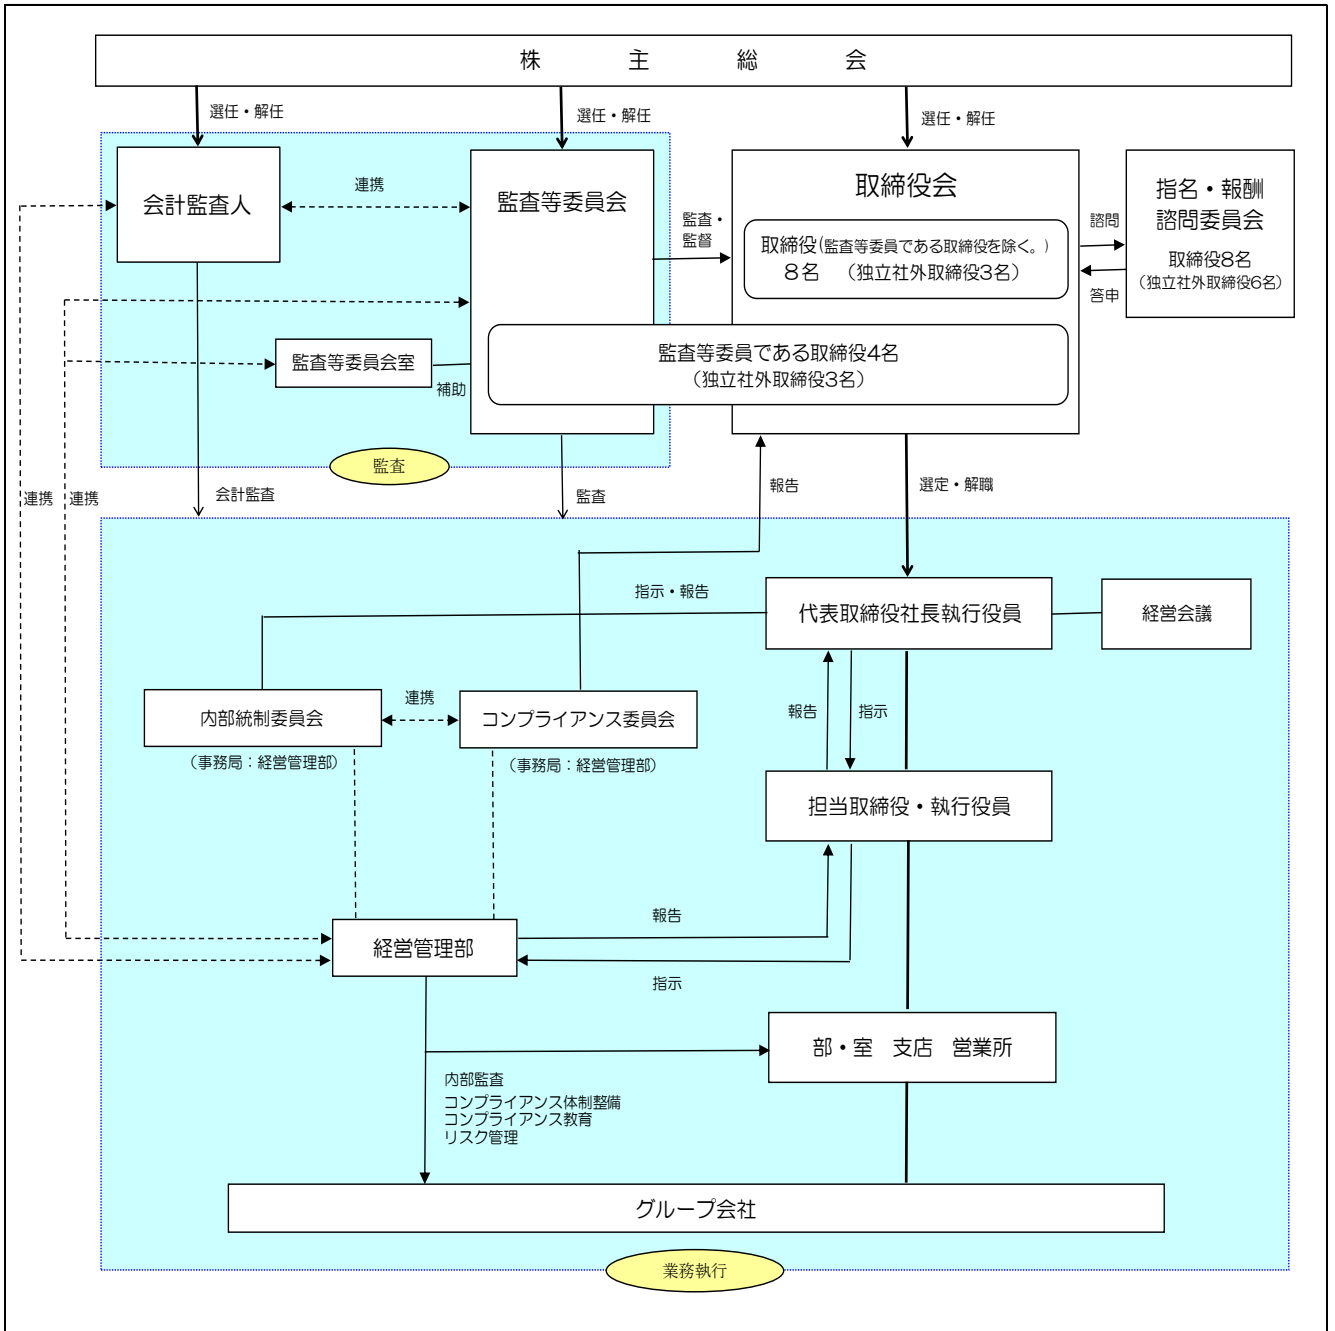 株主総会
選任・解任
選任・解任
選任・解任
会計監査人
連携
監査等委員会
監査・
監督
取締役会
取締役(監査等委員である取締役を除く。)
8名 (独立社外取締役3名)
諮問
答申
指名・報酬
諮問委員会
取締役8名
(独立社外取締役6名)
監査等委員会室
補助
監査等委員である取締役4名
(独立社外取締役3名)
監査
連携
連携
会計監査
監査
報告
選定・解職
指示・報告
代表取締役社長執行役員
経営会議
内部統制委員会
連携
コンプライアンス委員会
(事務局:経営管理部)
(事務局:経営管理部)
報告
指示
担当取締役・執行役員
報告
経営管理部
指示
部・室 支店 営業所
内部監査
コンプライアンス体制整備
コンプライアンス教育
リスク管理
グループ会社
業務執行